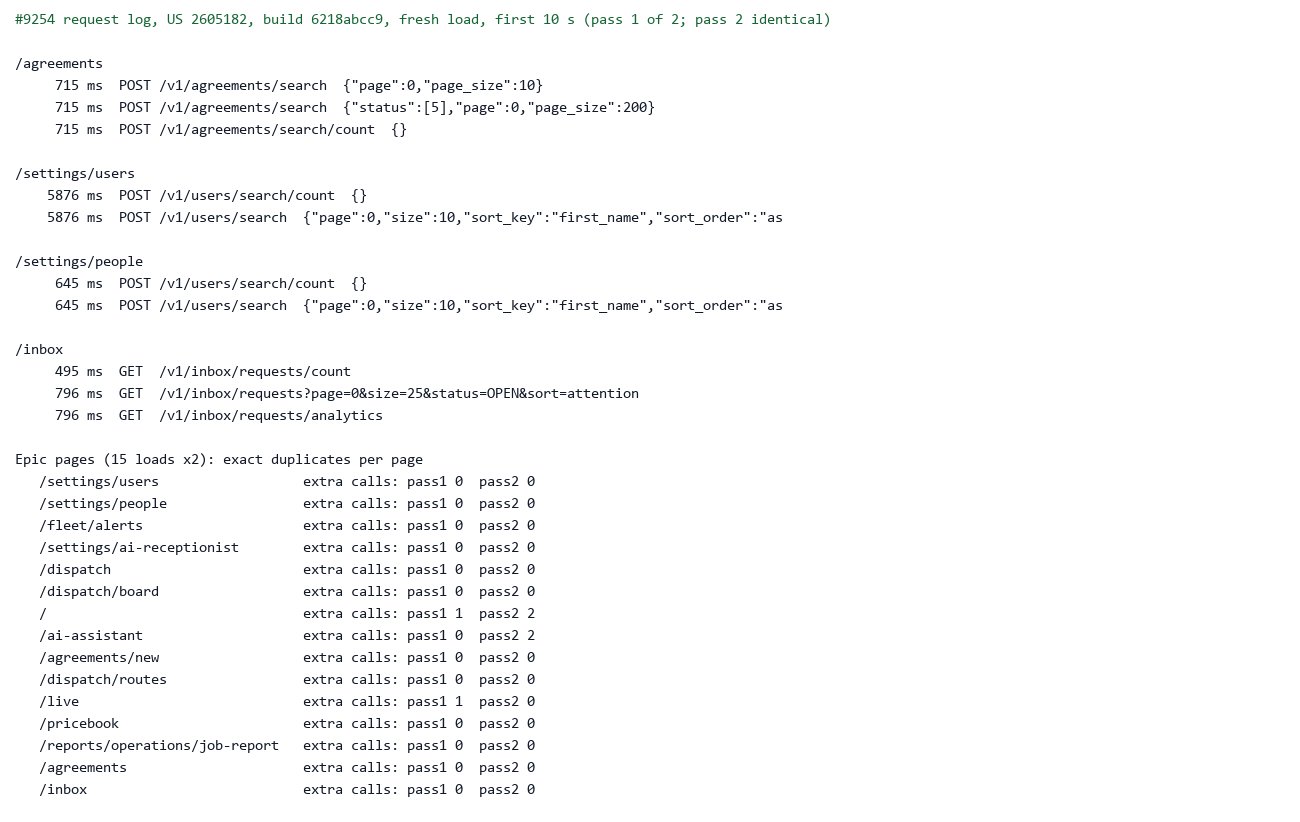 #9254 request log, US 2605182, build 6218abcc9, fresh load, first 10 s (pass 1 of 2; pass 2 identical)
/agreements
715 ms  POST /v1/agreements/search  {"page":0,"page_size":10}
715 ms  POST /v1/agreements/search  {"status":[5],"page":0,"page_size":200}
715 ms  POST /v1/agreements/search/count  {}
/settings/users
5876 ms  POST /v1/users/search/count  {}
5876 ms  POST /v1/users/search  {"page":0,"size":10,"sort_key":"first_name","sort_order":"as
/settings/people
645 ms  POST /v1/users/search/count  {}
645 ms  POST /v1/users/search  {"page":0,"size":10,"sort_key":"first_name","sort_order":"as
/inbox
495 ms  GET  /v1/inbox/requests/count
796 ms  GET  /v1/inbox/requests?page=0&size=25&status=OPEN&sort=attention
796 ms  GET  /v1/inbox/requests/analytics
Epic pages (15 loads x2): exact duplicates per page
/settings/users  extra calls: pass1 0  pass2 0
/settings/people  extra calls: pass1 0  pass2 0
/fleet/alerts  extra calls: pass1 0  pass2 0
/settings/ai-receptionist  extra calls: pass1 0  pass2 0
/dispatch  extra calls: pass1 0  pass2 0
/dispatch/board  extra calls: pass1 0  pass2 0
/  extra calls: pass1 1  pass2 2
/ai-assistant  extra calls: pass1 0  pass2 2
/agreements/new  extra calls: pass1 0  pass2 0
/dispatch/routes  extra calls: pass1 0  pass2 0
/live  extra calls: pass1 1  pass2 0
/pricebook  extra calls: pass1 0  pass2 0
/reports/operations/job-report  extra calls: pass1 0  pass2 0
/agreements  extra calls: pass1 0  pass2 0
/inbox  extra calls: pass1 0  pass2 0